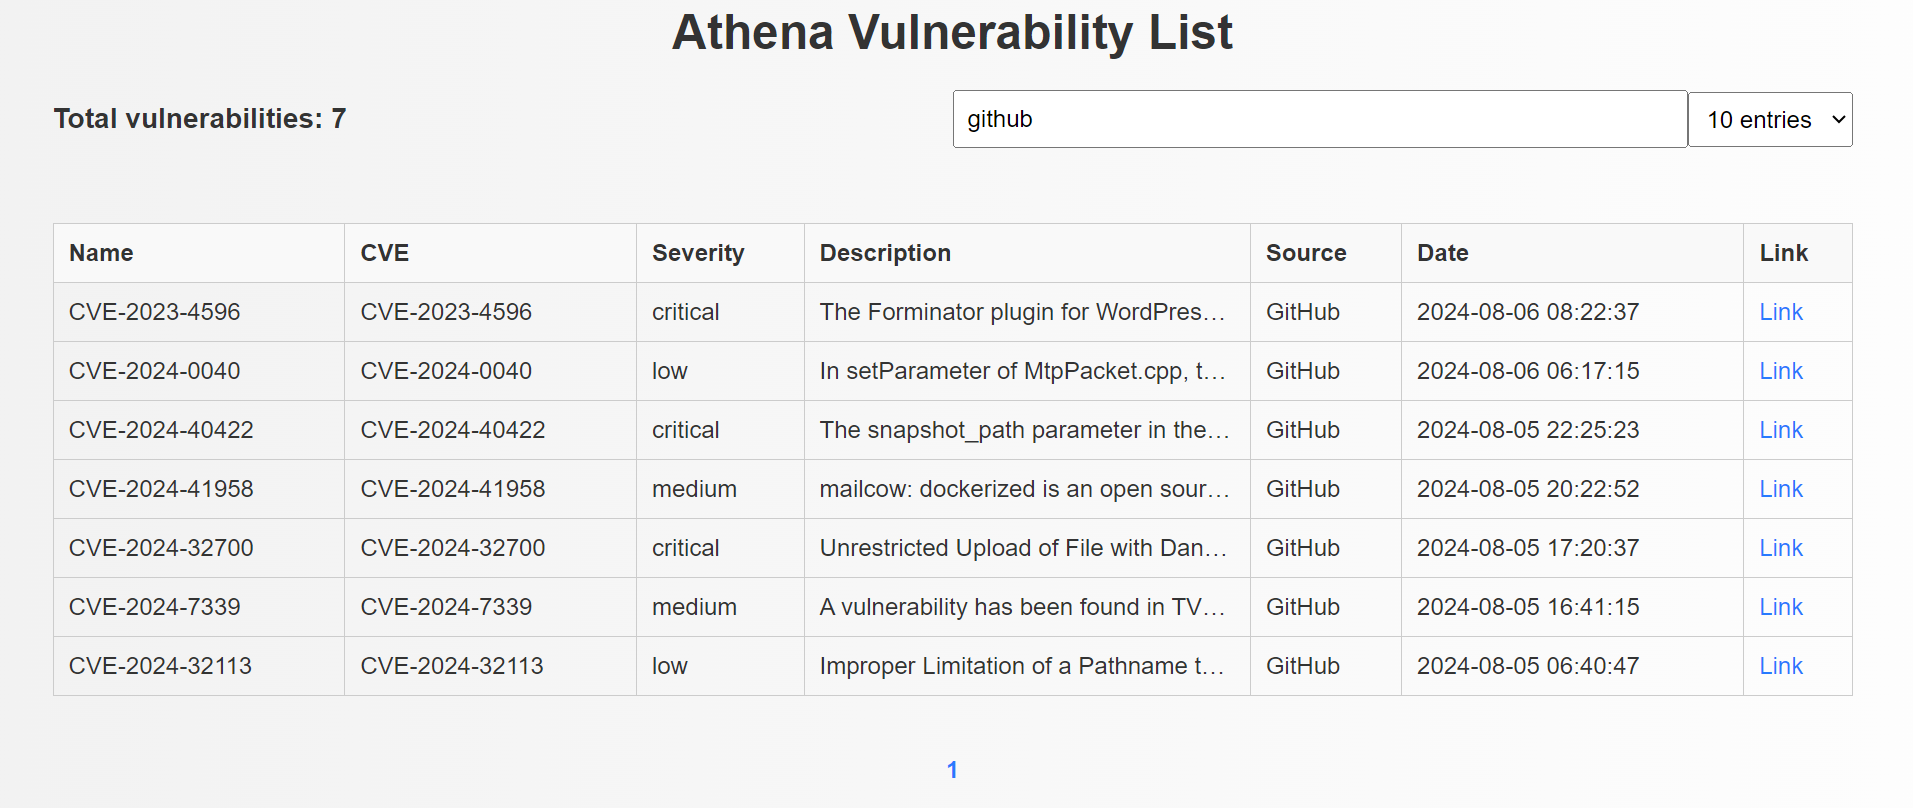 Athena Vulnerability List
Total vulnerabilities: 7
github
10 entries
Name CVE Severity Description Source Date Link
CVE-2023-4596 CVE-2023-4596 critical The Forminator plugin for WordPres... GitHub 2024-08-06 08:22:37 Link
CVE-2024-0040 CVE-2024-0040 low In setParameter of MtpPacket.cpp, t... GitHub 2024-08-06 06:17:15 Link
CVE-2024-40422 CVE-2024-40422 critical The snapshot_path parameter in the... GitHub 2024-08-05 22:25:23 Link
CVE-2024-41958 CVE-2024-41958 medium mailcow: dockerized is an open sour... GitHub 2024-08-05 20:22:52 Link
CVE-2024-32700 CVE-2024-32700 critical Unrestricted Upload of File with Dan... GitHub 2024-08-05 17:20:37 Link
CVE-2024-7339 CVE-2024-7339 medium A vulnerability has been found in TV... GitHub 2024-08-05 16:41:15 Link
CVE-2024-32113 CVE-2024-32113 low Improper Limitation of a Pathname t... GitHub 2024-08-05 06:40:47 Link
1